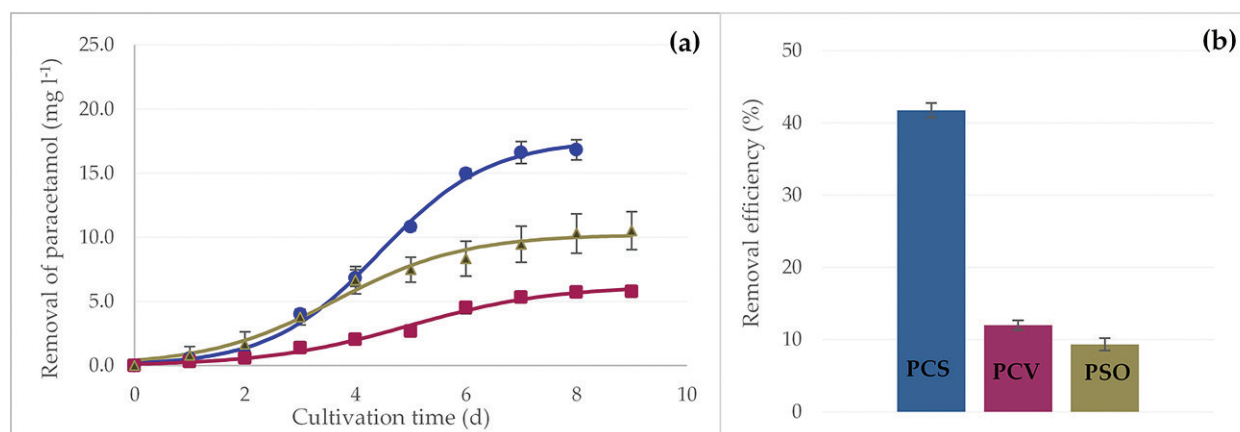 (a)
Removal of paracetamol (mg l-1)
25.0
20.0
15.0
10.0
5.0
0.0
0 2 4 6 8 10
Cultivation time (d)
(b)
Removal efficiency (%)
50
40
30
20
10
0
PCS PCV PSO